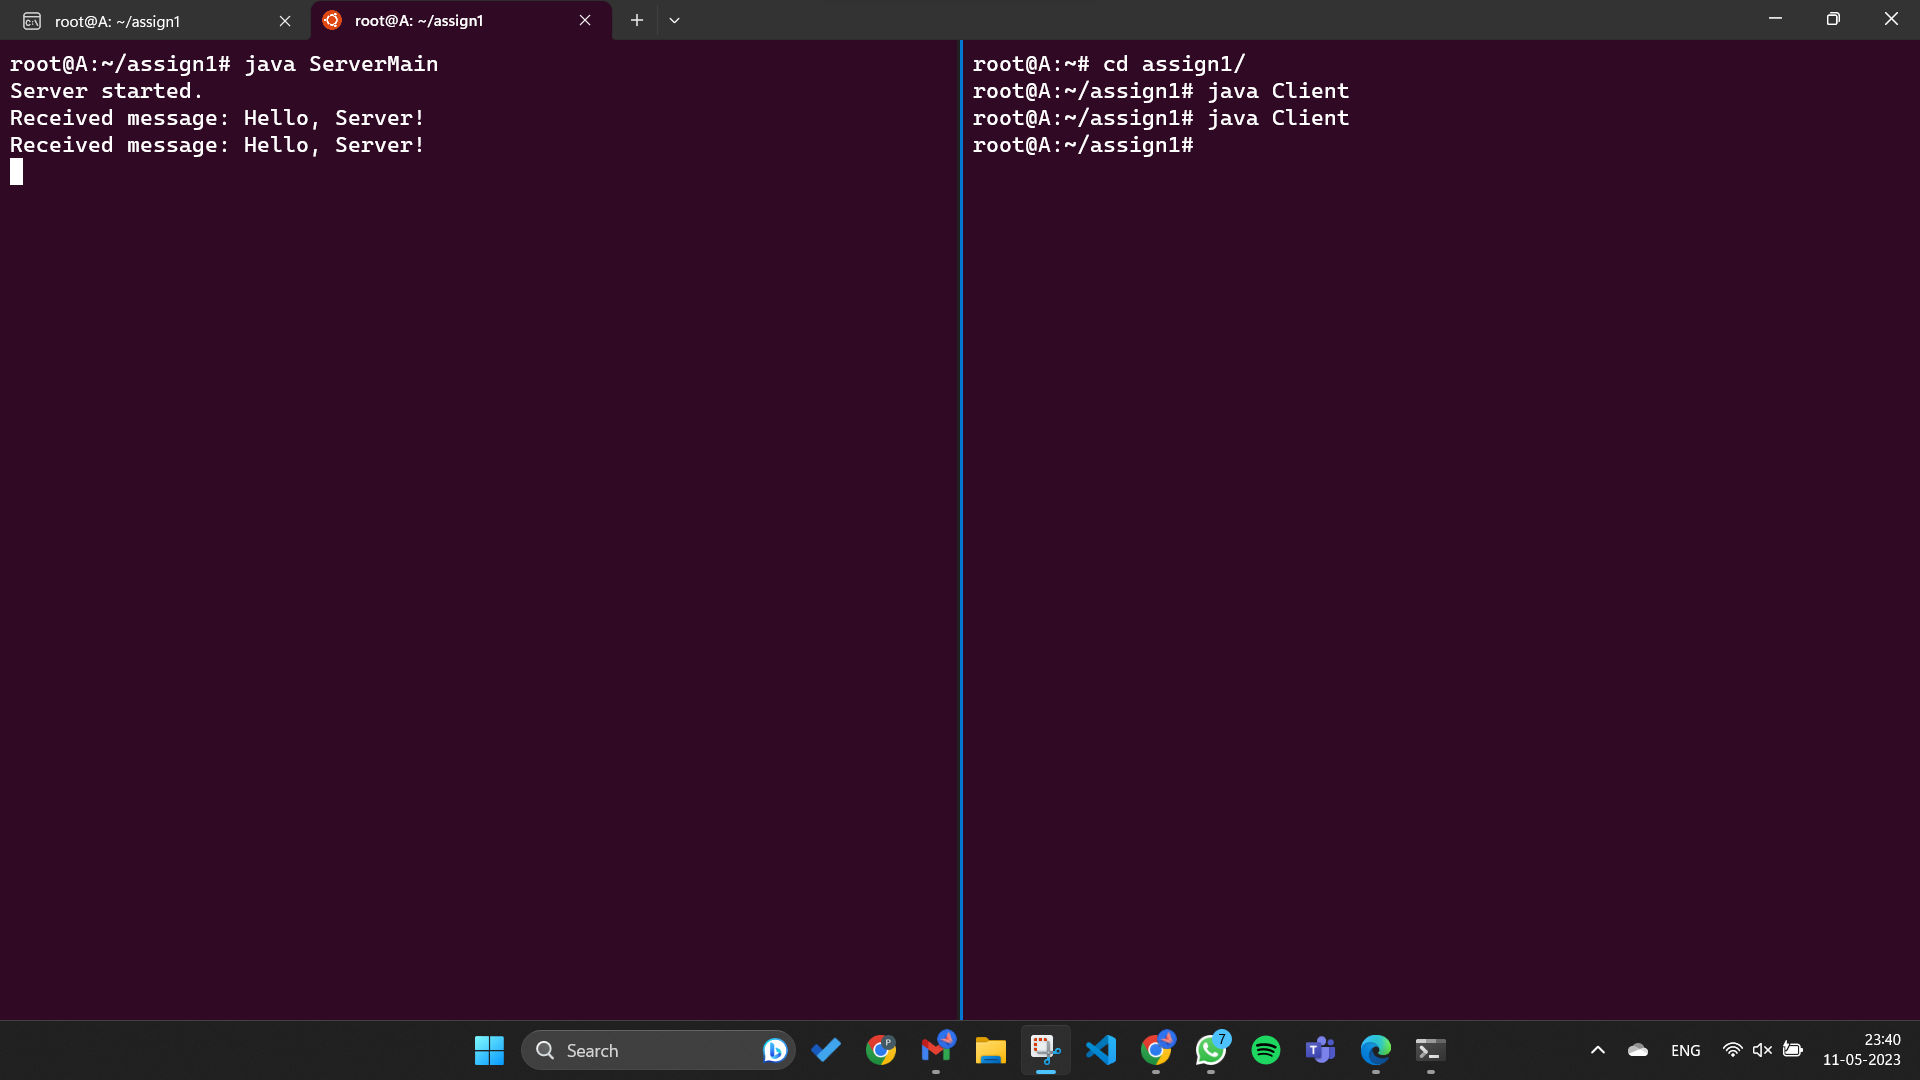 root@A: ~/assign1
root@A: ~/assign1
root@A:~/assign1# java ServerMain
Server started.
Received message: Hello, Server!
Received message: Hello, Server!
root@A:~# cd assign1/
root@A:~/assign1# java Client
root@A:~/assign1# java Client
root@A:~/assign1#
Search
P
7
T
ENG
23:40
11-05-2023